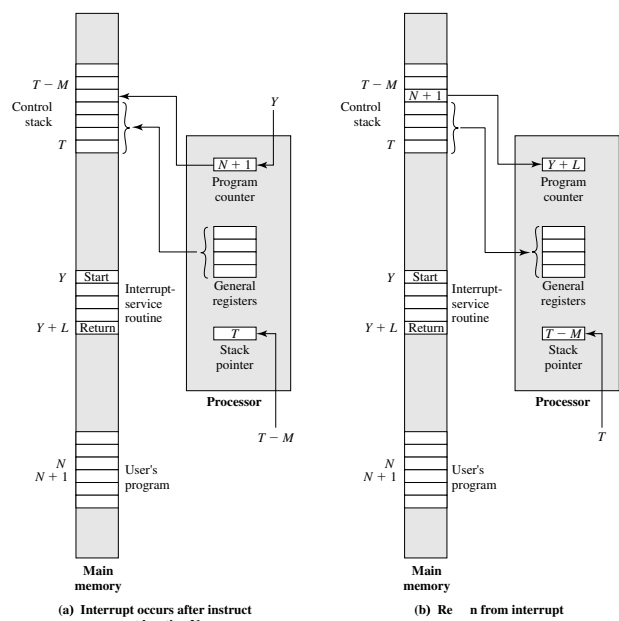 T − M
Control
stack
T
Y
N + 1
Program
counter
General
registers
T
Stack
pointer
Processor
T − M
Y
Start
Interrupt-
service
routine
Y + L
Return
N
N + 1
User's
program
Main
memory
(a) Interrupt occurs after instruct
T − M
N + 1
Control
stack
T
Y + L
Program
counter
General
registers
T − M
Stack
pointer
Processor
T
Y
Start
Interrupt-
service
routine
Y + L
Return
N
N + 1
User's
program
Main
memory
(b) Re n from interrupt